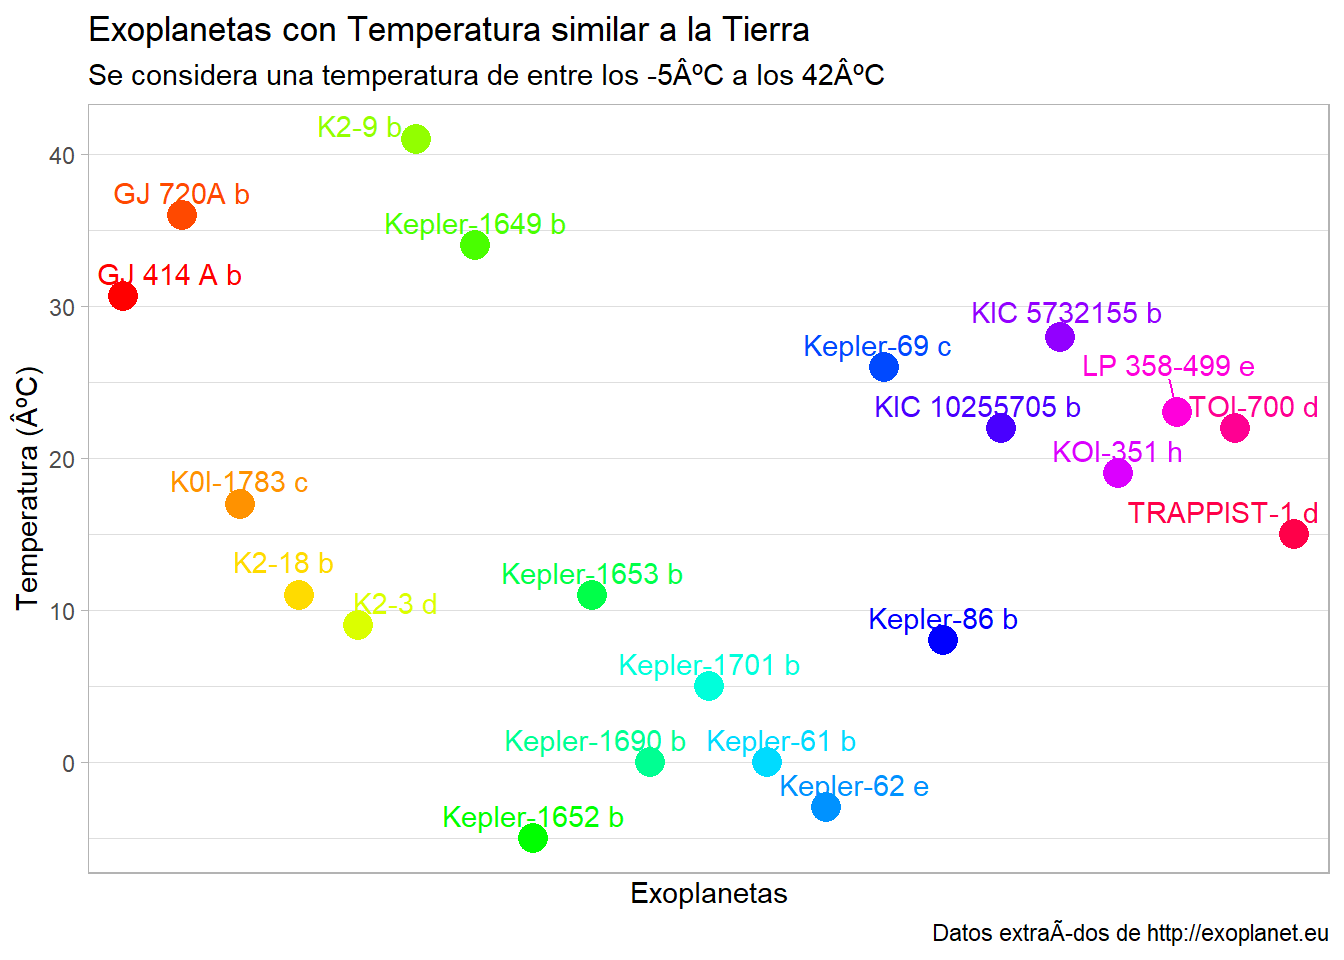 Exoplanetas con Temperatura similar a la Tierra
Se considera una temperatura de entre los -5ÂºC a los 42ÂºC
K2-9 b
40
GJ 720A b
Kepler-1649 b
GJ 414 A b
30
KIC 5732155 b
Kepler-69 c
LP 358-499 e
KIC 10255705 b
TOI-700 d
KOI-351 h
20
K0I-1783 c
TRAPPIST-1 d
K2-18 b
Kepler-1653 b
K2-3 d
10
Kepler-86 b
Kepler-1701 b
Kepler-1690 b
Kepler-61 b
0
Kepler-62 e
Kepler-1652 b
Temperatura (ÂºC)
Exoplanetas
Datos extraÃ-dos de http://exoplanet.eu